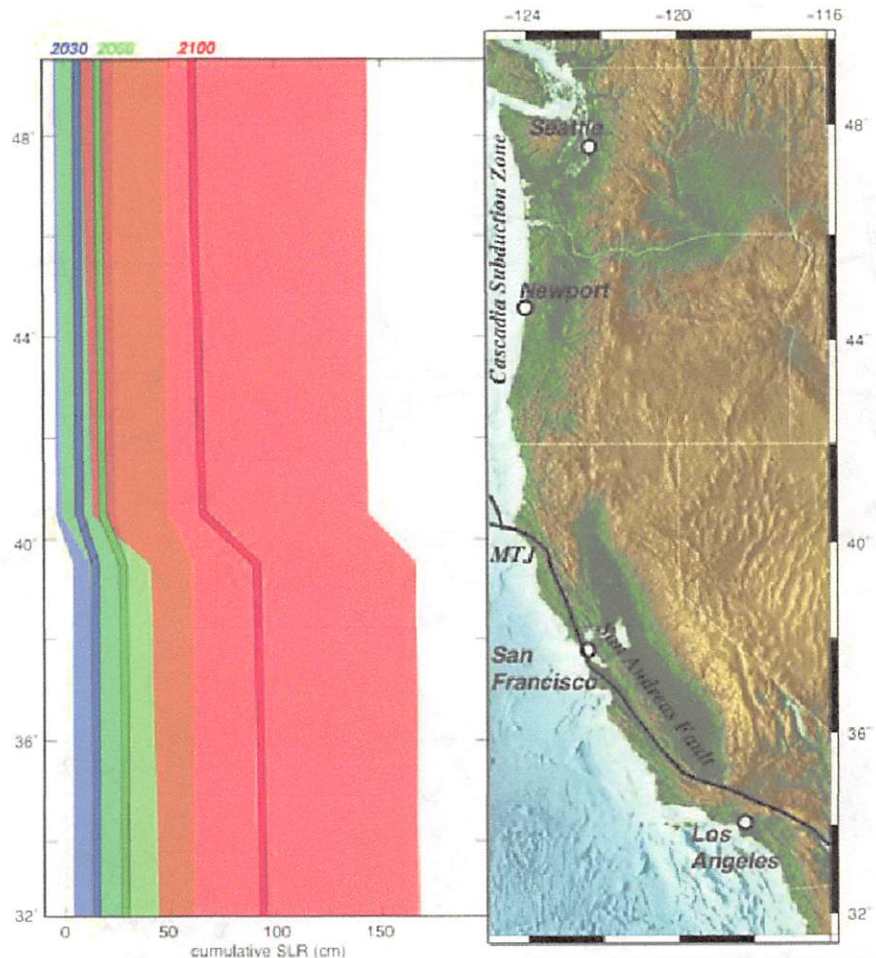 2030
2100
48°
44°
40°
36°
32°
0
50
100
150
cumulative SLR (cm)
−124
−120
−116
Seattle
Cascadia Subduction Zone
Newport
MTJ
San
Francisco
San Andreas Fault
Los
Angeles
48°
44°
40°
36°
32°